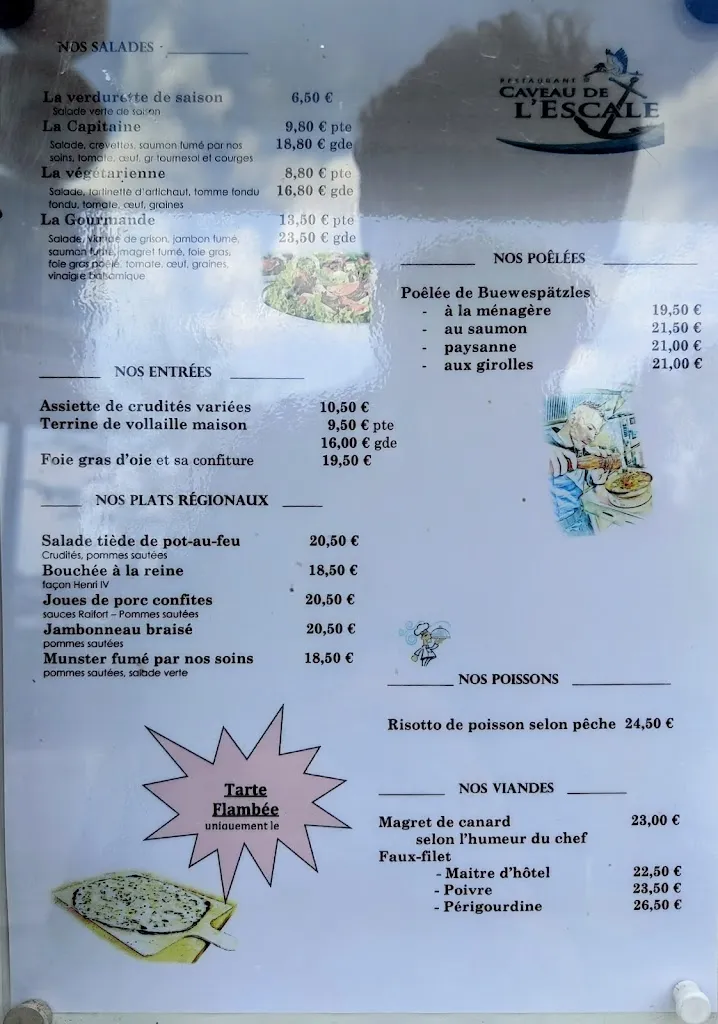 NOS SALADES
La verdurette de saison 6,50 €
Salade verte de saison
La Capitaine 9,80 € pte
Salade, crevettes, saumon fumé par nos 18,80 € gde
soins, tomate, œuf, gr tournesol et courges
La végétarienne 8,80 € pte
Salade, tartinette d'artichaut, tomme fondu 16,80 € gde
fondu, tomate, œuf, graines
La Gourmande 13,50 € pte
Salade, viande de grison, jambon fumé, 23,50 € gde
saumon fumé, magret fumé, foie gras,
foie gras poêlé, tomate, œuf, graines,
vinaigre balsamique
NOS ENTRÉES
Assiette de crudités variées 10,50 €
Terrine de vollaille maison 9,50 € pte
16,00 € gde
Foie gras d'oie et sa confiture 19,50 €
NOS PLATS RÉGIONAUX
Salade tiède de pot-au-feu 20,50 €
Crudités, pommes sautées
Bouchée à la reine 18,50 €
façon Henri IV
Joues de porc confites 20,50 €
sauces Raifort – Pommes sautées
Jambonneau braisé 20,50 €
pommes sautées
Munster fumé par nos soins 18,50 €
pommes sautées, salade verte
Tarte
Flambée
uniquement le
RESTAURANT
CAVEAU DE
L'ESCALE
NOS POÊLÉES
Poêlée de Buewespätzles
- à la ménagère 19,50 €
- au saumon 21,50 €
- paysanne 21,00 €
- aux girolles 21,00 €
NOS POISSONS
Risotto de poisson selon pêche 24,50 €
NOS VIANDES
Magret de canard 23,00 €
selon l'humeur du chef
Faux-filet
- Maitre d'hôtel 22,50 €
- Poivre 23,50 €
- Périgourdine 26,50 €